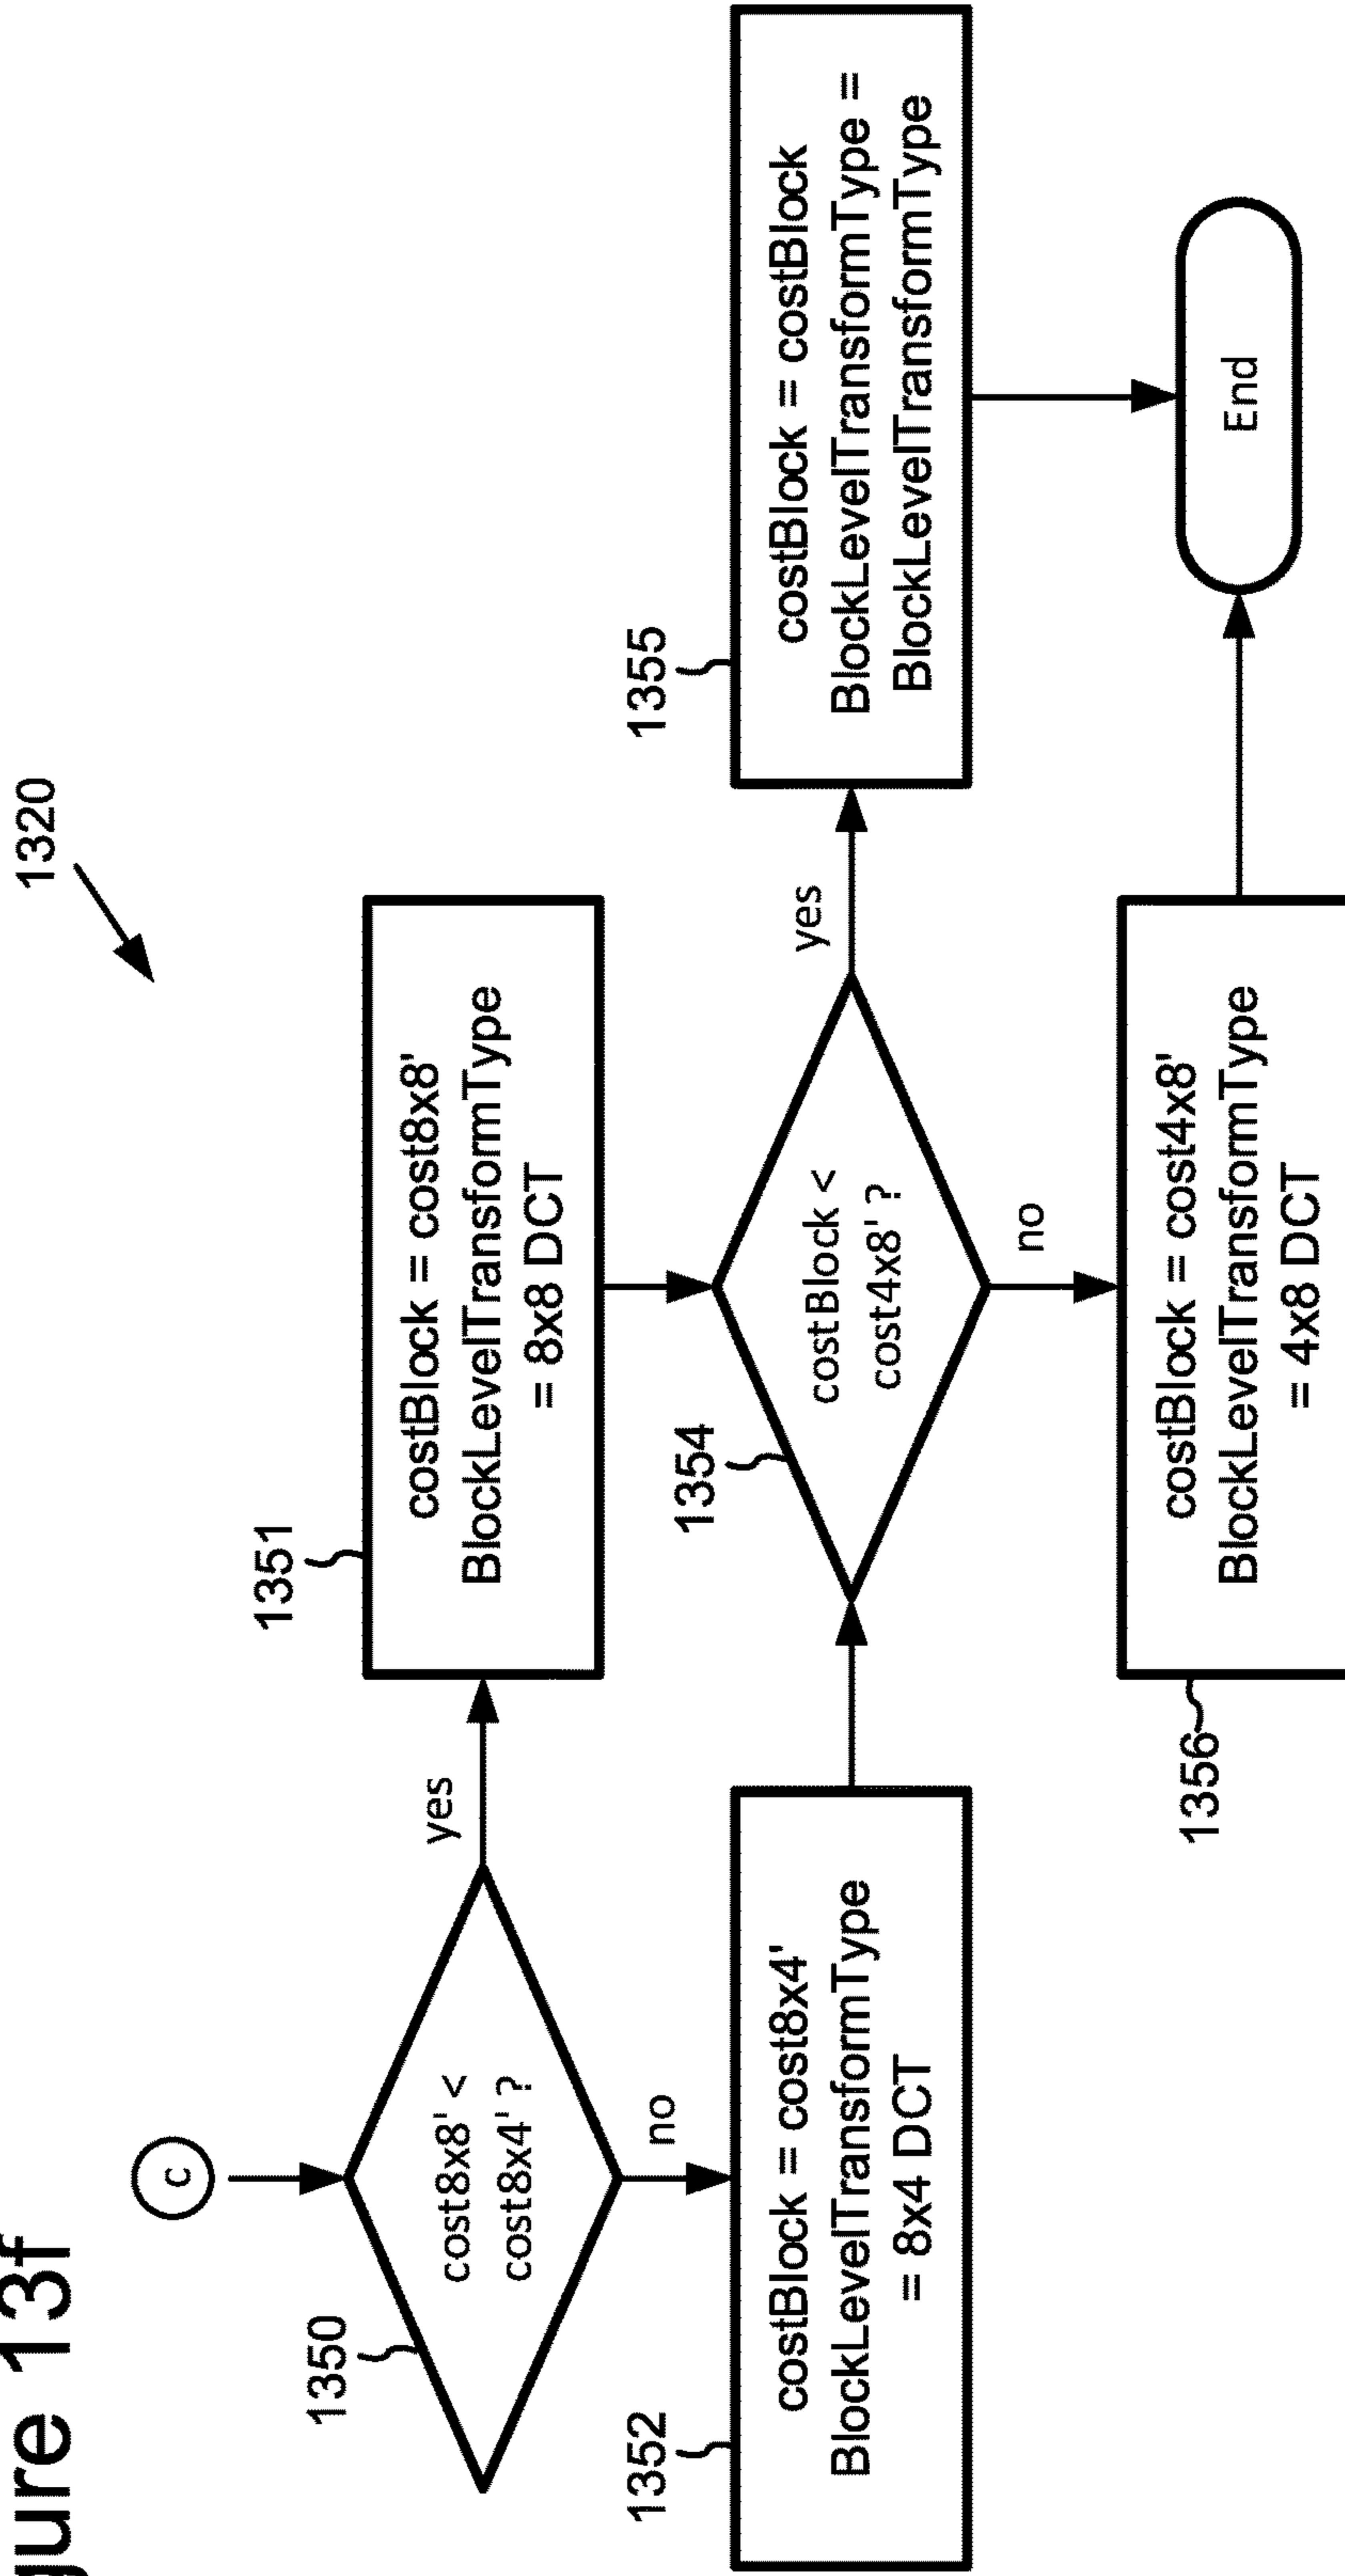 gure 13f
1320
c
1350
cost8x8' <
cost8x4' ?
yes
no
1351
costBlock = cost8x8'
BlockLevelTransformType
= 8x8 DCT
1352
costBlock = cost8x4'
BlockLevelTransformType
= 8x4 DCT
1354
costBlock <
cost4x8' ?
yes
no
1355
costBlock = costBlock
BlockLevelTransformType =
BlockLevelTransformType
1356
costBlock = cost4x8'
BlockLevelTransformType
= 4x8 DCT
End